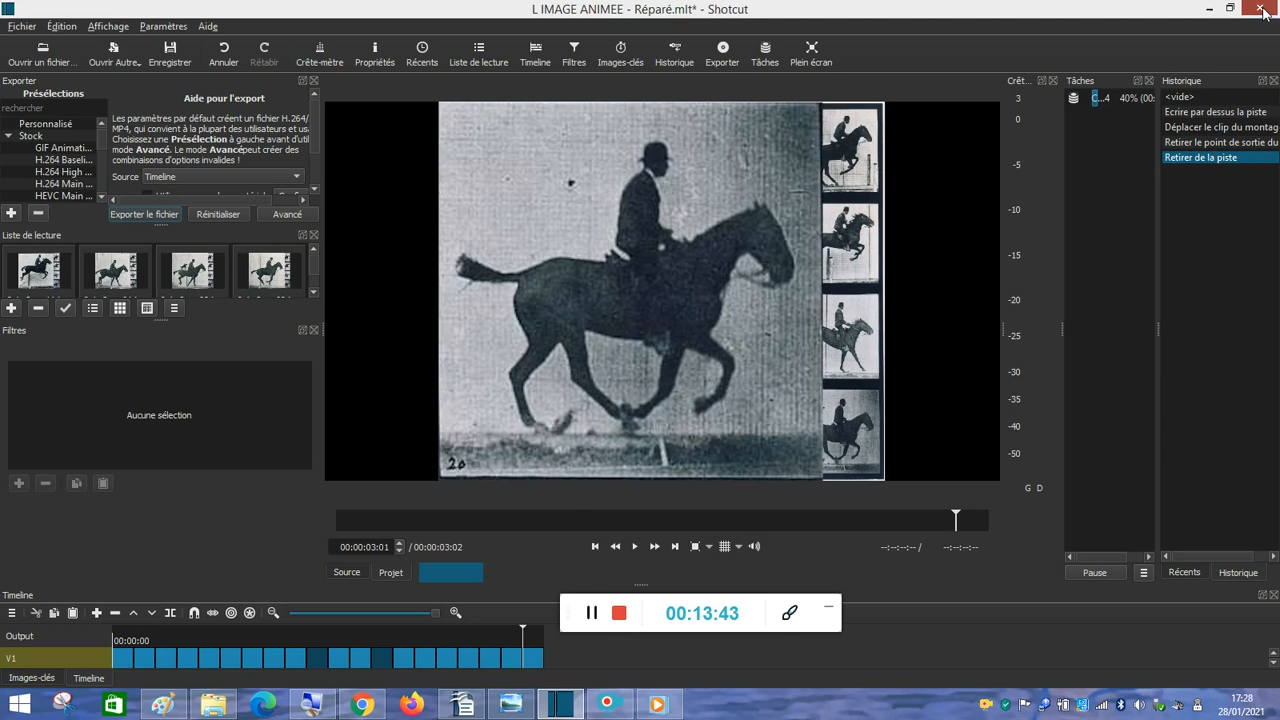 L IMAGE ANIMEE - Réparé.mlt* - Shotcut
Fichier Édition Affichage Paramètres Aide
Ouvrir un fichier... Ouvrir Autre... Enregistrer Annuler Rétablir Crête-mètre Propriétés Récents Liste de lecture Timeline Filtres Images-clés Historique Exporter Tâches Plein écran
Exporter
Présélections
rechercher
Personnalisé
Stock
GIF Animati...
H.264 Baseli...
H.264 High ...
H.264 Main ...
HEVC Main ...
Aide pour l'export
Les paramètres par défaut créent un fichier H.264/
MP4, qui convient à la plupart des utilisateurs et usa
Choisissez une Présélection à gauche avant d'util
mode Avancé. Le mode Avancé peut créer des
combinaisons d'options invalides !
Source Timeline
Exporter le fichier Réinitialiser Avancé
Liste de lecture
Filtres
Aucune sélection
20
00:00:03:01 / 00:00:03:02
--:--:--:-- / --:--:--:--
Source Projet
Crêt...
3
0
-5
-10
-15
-20
-25
-30
-35
-40
-50
G D
Tâches
C...4 40% (00:
Pause
Historique
<vide>
Ecrire par dessus la piste
Déplacer le clip du montag
Retirer le point de sortie du
Retirer de la piste
Récents Historique
Timeline
00:13:43
Output
00:00:00
V1
Images-clés Timeline
17:28
28/01/2021